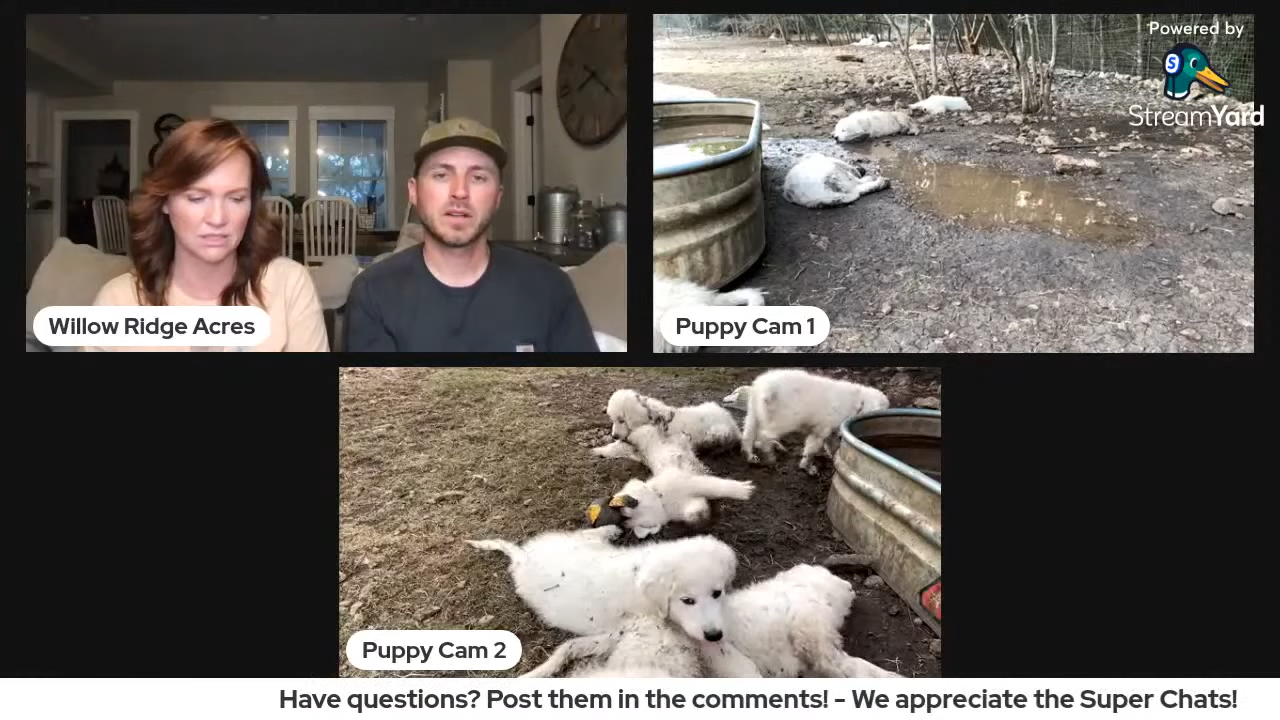 Powered by
S
StreamYard
Willow Ridge Acres
Puppy Cam 1
Puppy Cam 2
Have questions? Post them in the comments! - We appreciate the Super Chats!